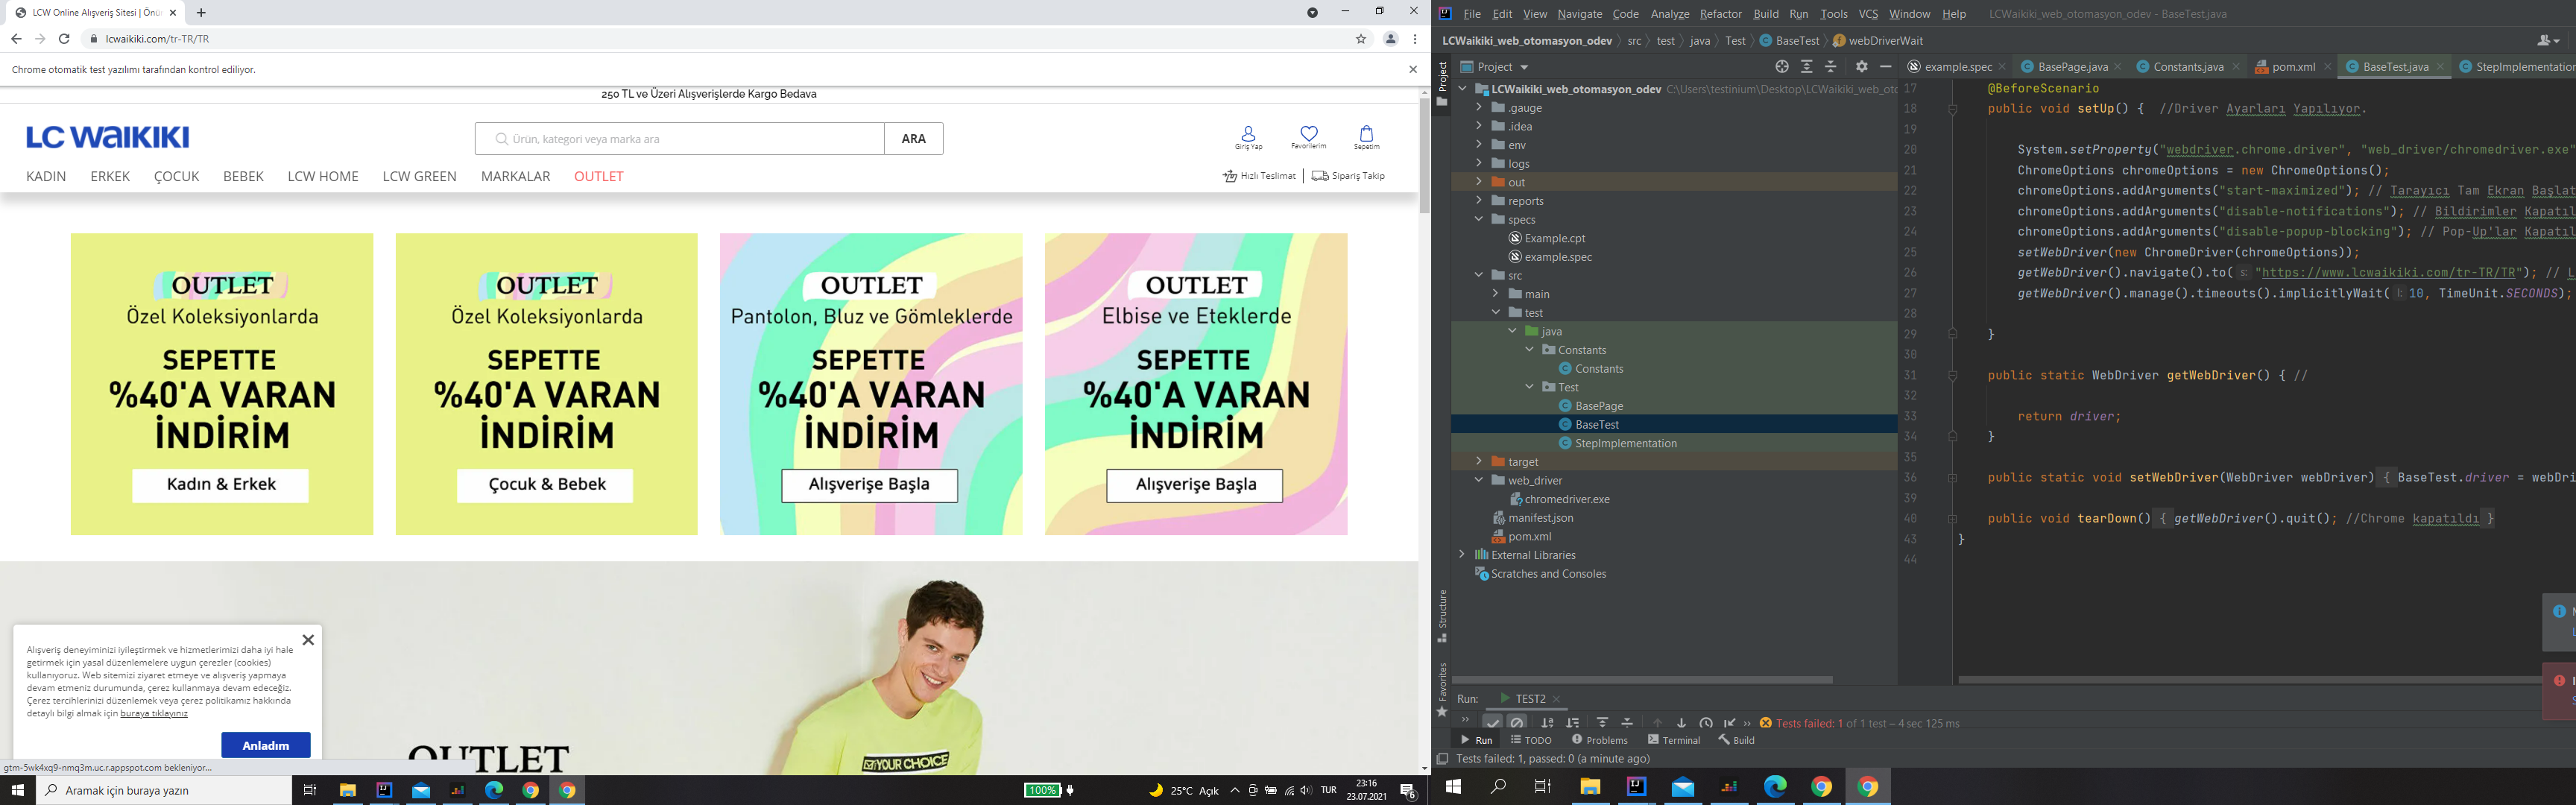 LCW Online Alışveriş Sitesi | Önü
lcwaikiki.com/tr-TR/TR
Chrome otomatik test yazılımı tarafından kontrol ediliyor.
250 TL ve Üzeri Alışverişlerde Kargo Bedava
LC WAIKIKI
Ürün, kategori veya marka ara
ARA
Giriş Yap
Favorilerim
Sepetim
KADIN ERKEK ÇOCUK BEBEK LCW HOME LCW GREEN MARKALAR OUTLET
Hızlı Teslimat | Sipariş Takip
OUTLET
Özel Koleksiyonlarda
SEPETTE
%40'A VARAN
İNDİRİM
Kadın & Erkek
OUTLET
Özel Koleksiyonlarda
SEPETTE
%40'A VARAN
İNDİRİM
Çocuk & Bebek
OUTLET
Pantolon, Bluz ve Gömleklerde
SEPETTE
%40'A VARAN
İNDİRİM
Alışverişe Başla
OUTLET
Elbise ve Eteklerde
SEPETTE
%40'A VARAN
İNDİRİM
Alışverişe Başla
Alışveriş deneyiminizi iyileştirmek ve hizmetlerimizi daha iyi hale
getirmek için yasal düzenlemelere uygun çerezler (cookies)
kullanıyoruz. Web sitemizi ziyaret etmeye ve alışveriş yapmaya
devam etmeniz durumunda, çerez kullanmaya devam edeceğiz.
Çerez tercihlerinizi düzenlemek veya çerez politikamız hakkında
detaylı bilgi almak için buraya tıklayınız
Anladım
OUTLET
YOUR CHOICE
gtm-5wk4xq9-nmq3m.uc.r.appspot.com bekleniyor...
Aramak için buraya yazın
100%
25°C Açık
TUR
23:16
23.07.2021
6
File Edit View Navigate Code Analyze Refactor Build Run Tools VCS Window Help LCWaikiki_web_otomasyon_odev - BaseTest.java
LCWaikiki_web_otomasyon_odev src test java Test BaseTest webDriverWait
Project
Project
example.spec BasePage.java Constants.java pom.xml BaseTest.java StepImplementation
LCWaikiki_web_otomasyon_odev C:\Users\testinium\Desktop\LCWaikiki_web_oto
.gauge
.idea
env
logs
out
reports
specs
Example.cpt
example.spec
src
main
test
java
Constants
Constants
Test
BasePage
BaseTest
StepImplementation
target
web_driver
chromedriver.exe
manifest.json
pom.xml
External Libraries
Scratches and Consoles
Structure
Favorites
17 @BeforeScenario
18 public void setUp() { //Driver Ayarları Yapılıyor.
19
20 System.setProperty("webdriver.chrome.driver", "web_driver/chromedriver.exe"
21 ChromeOptions chromeOptions = new ChromeOptions();
22 chromeOptions.addArguments("start-maximized"); // Tarayıcı Tam Ekran Başlat
23 chromeOptions.addArguments("disable-notifications"); // Bildirimler Kapatıl
24 chromeOptions.addArguments("disable-popup-blocking"); // Pop-Up'lar Kapatıl
25 setWebDriver(new ChromeDriver(chromeOptions));
26 getWebDriver().navigate().to( s: "https://www.lcwaikiki.com/tr-TR/TR"); // L
27 getWebDriver().manage().timeouts().implicitlyWait( l: 10, TimeUnit.SECONDS);
28
29 }
30
31 public static WebDriver getWebDriver() { //
32
33 return driver;
34 }
35
36 public static void setWebDriver(WebDriver webDriver) { BaseTest.driver = webDri
39
40 public void tearDown() { getWebDriver().quit(); //Chrome kapatıldı }
43 }
44
Run: TEST2
Tests failed: 1 of 1 test – 4 sec 125 ms
Run TODO Problems Terminal Build
Tests failed: 1, passed: 0 (a minute ago)